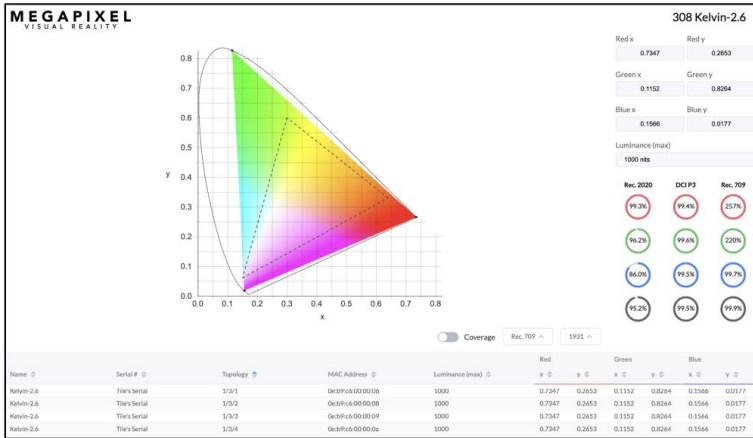 MEGAPIXEL
VISUAL REALITY
308 Kelvin-2.6
Red x Red y
0.7347 0.2653
Green x Green y
0.1152 0.8264
Blue x Blue y
0.1566 0.0177
Luminance (max)
1000 nits
Rec. 2020 DCI P3 Rec. 709
99.3% 99.4% 257%
96.2% 99.6% 220%
86.0% 99.5% 99.7%
95.2% 99.5% 99.9%
0.8
0.7
0.6
0.5
y 0.4
0.3
0.2
0.1
0.0
0.0 0.1 0.2 0.3 0.4 0.5 0.6 0.7 0.8
x
Coverage Rec. 709 1931
Red Green Blue
Name Serial # Topology MAC Address Luminance (max) x y x y x y
Kelvin-2.6 Tile's Serial 1/3/1 0e:b9:c6:00:00:06 1000 0.7347 0.2653 0.1152 0.8264 0.1566 0.0177
Kelvin-2.6 Tile's Serial 1/3/2 0e:b9:c6:00:00:08 1000 0.7347 0.2653 0.1152 0.8264 0.1566 0.0177
Kelvin-2.6 Tile's Serial 1/3/3 0e:b9:c6:00:00:09 1000 0.7347 0.2653 0.1152 0.8264 0.1566 0.0177
Kelvin-2.6 Tile's Serial 1/3/4 0e:b9:c6:00:00:0a 1000 0.7347 0.2653 0.1152 0.8264 0.1566 0.0177